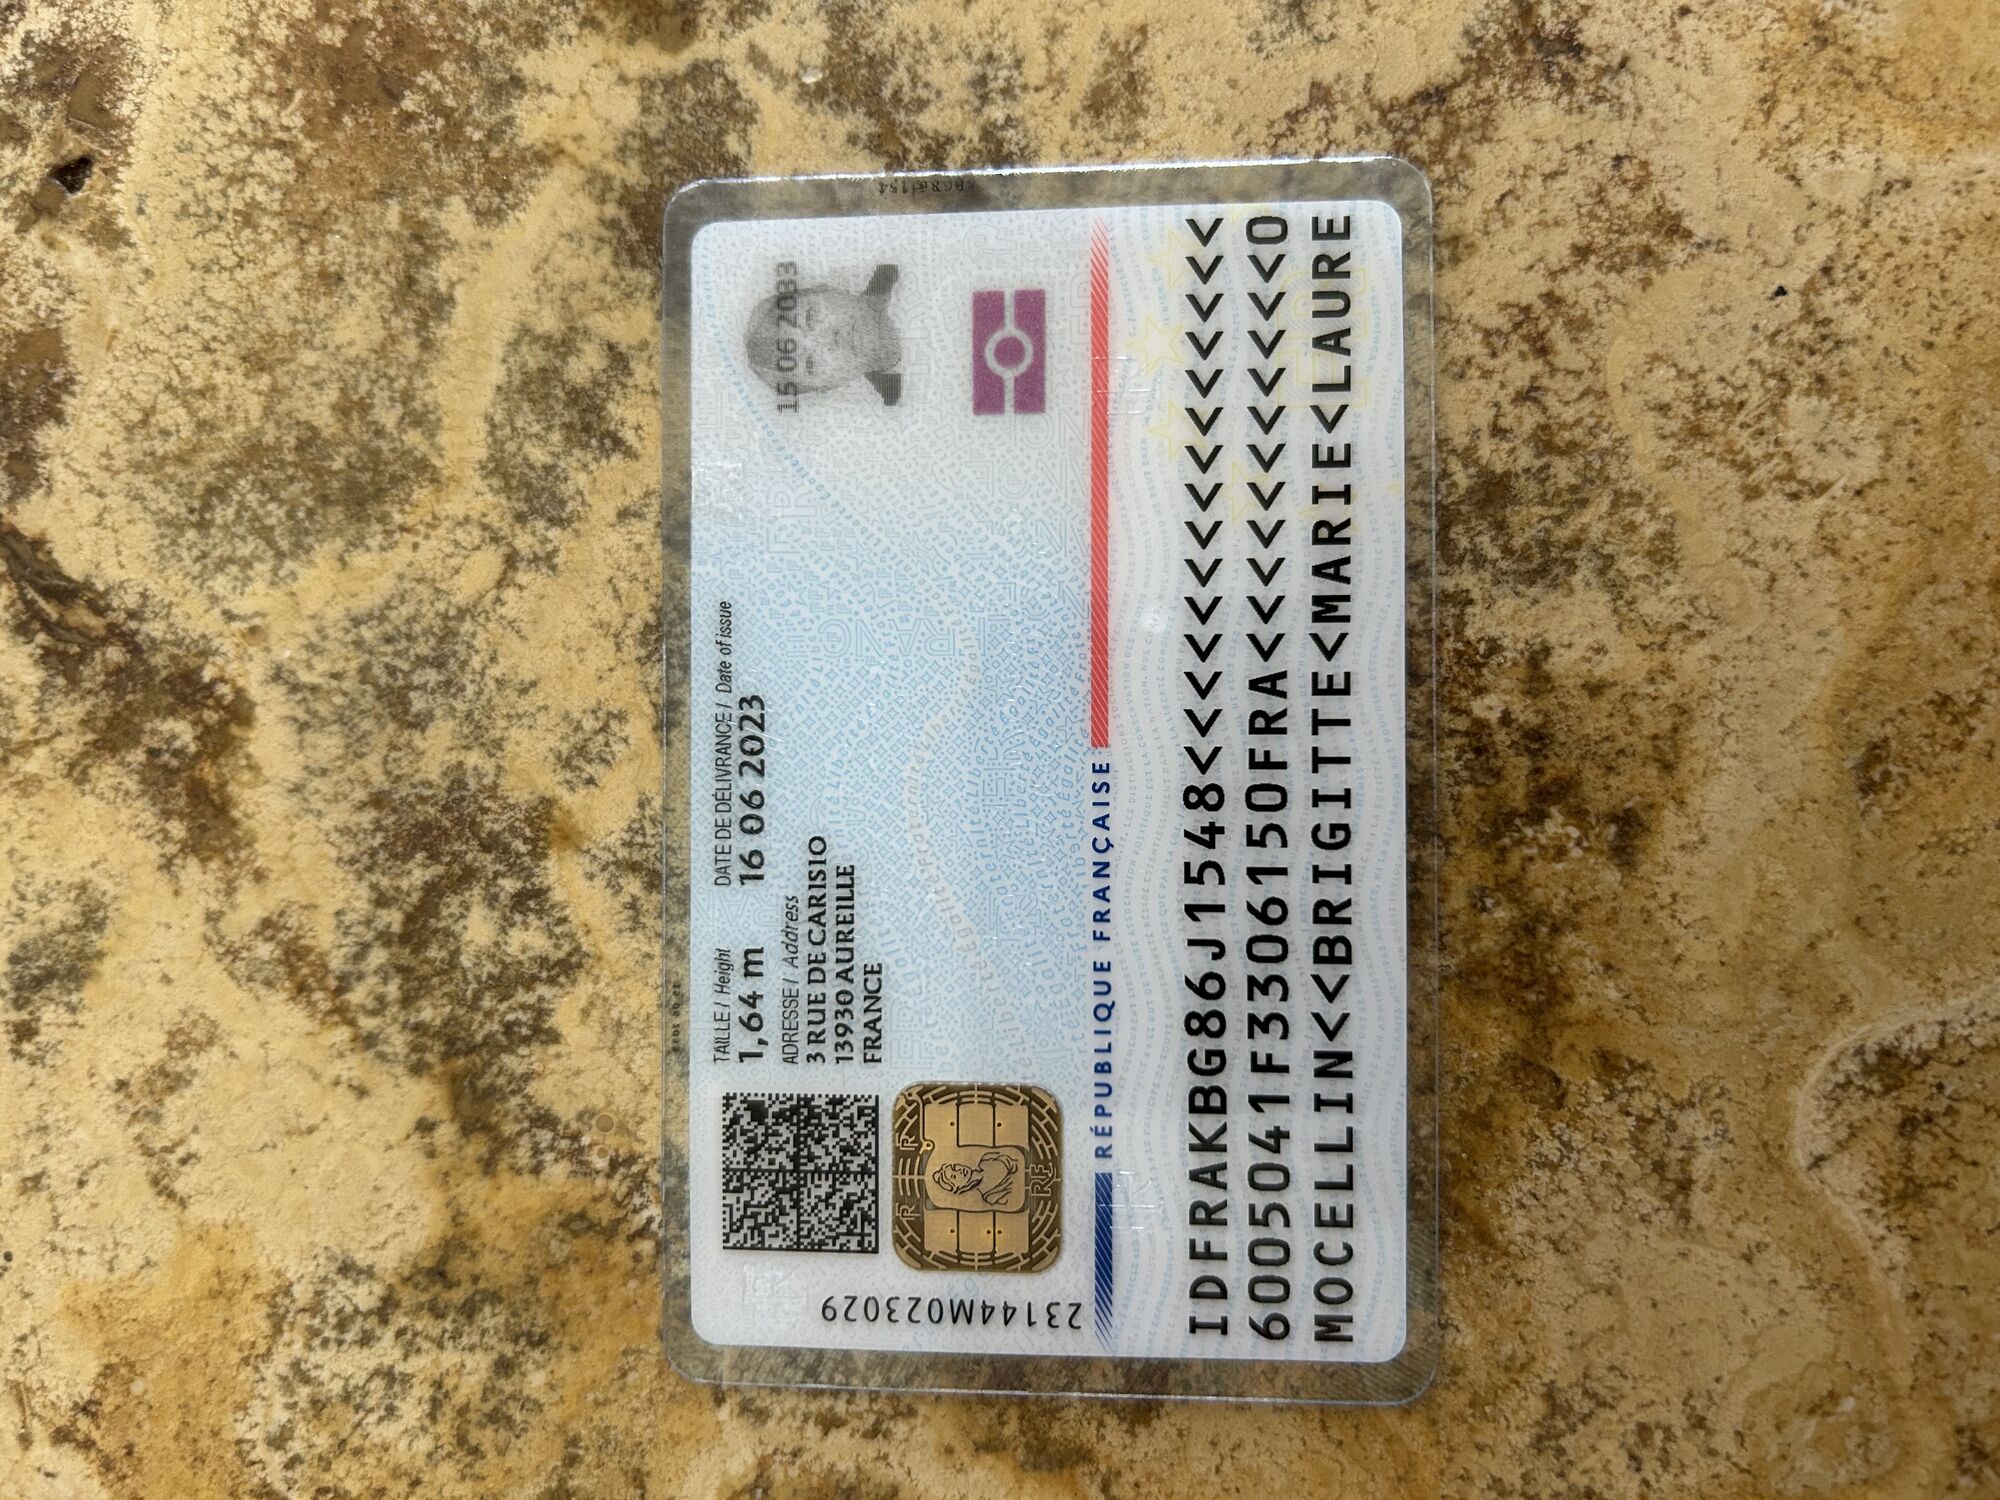 TAILLE / Height
1,64 m
DATE DE DÉLIVRANCE / Date of issue
16 06 2023
ADRESSE / Address
3 RUE DE CARISIO
13930 AUREILLE
FRANCE
15 06 2033
23144M023029
RÉPUBLIQUE FRANÇAISE
IDFRAKBG86J1548<<<<<<<<<<<<<<<
6005041F3306150FRA<<<<<<<<<<<0
MOCELLIN<<BRIGITTE<MARIE<LAURE